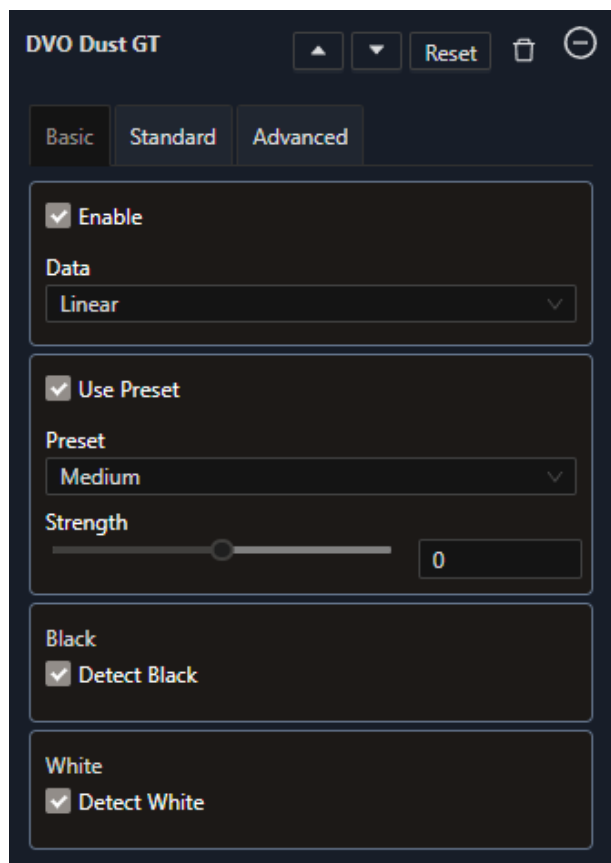 DVO Dust GT
Reset
Basic Standard Advanced
Enable
Data
Linear
Use Preset
Preset
Medium
Strength
0
Black
Detect Black
White
Detect White